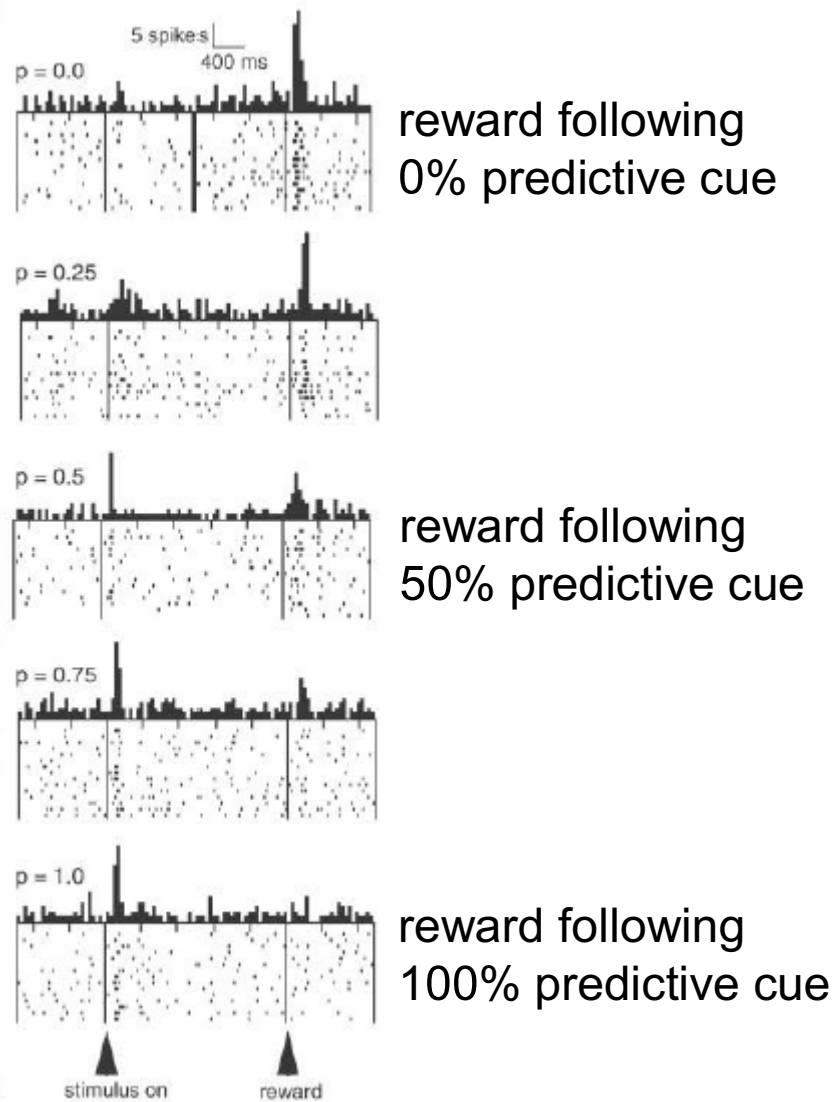 5 spikes
400 ms
p = 0.0
reward following
0% predictive cue
p = 0.25
p = 0.5
reward following
50% predictive cue
p = 0.75
p = 1.0
reward following
100% predictive cue
stimulus on
reward